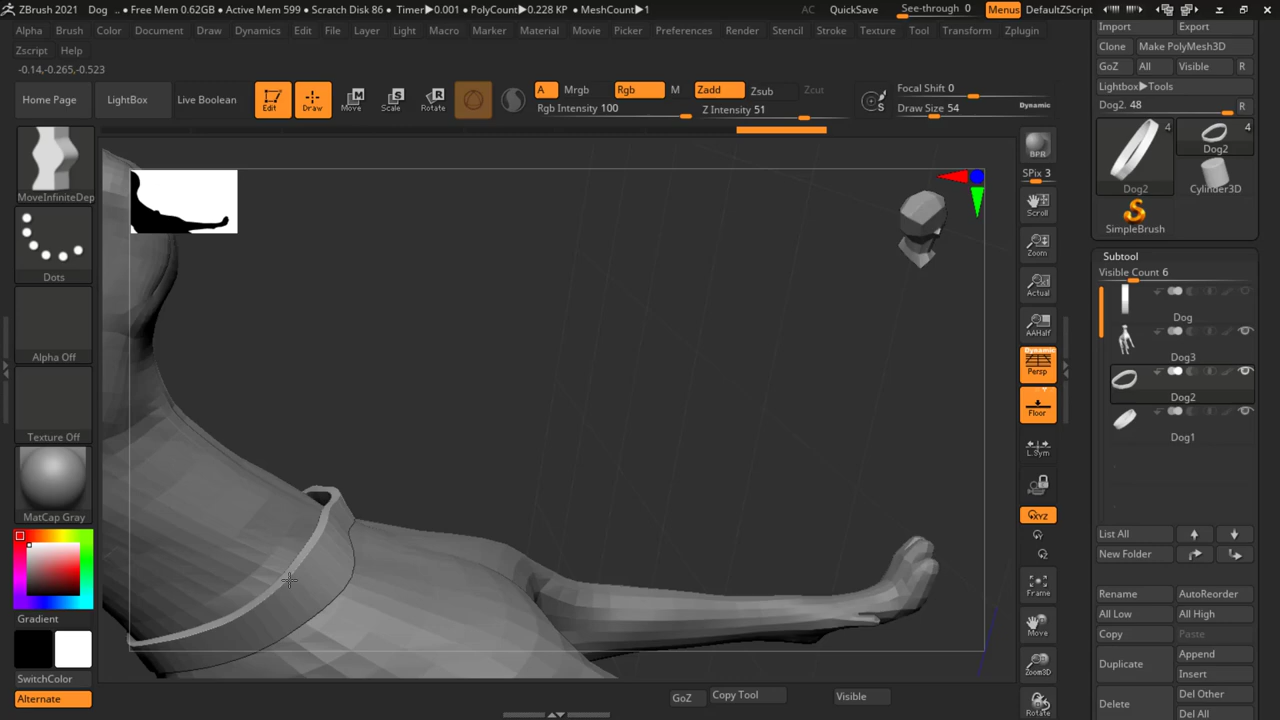 ZBrush 2021 Dog .. • Free Mem 0.62GB • Active Mem 599 • Scratch Disk 86 • Timer▶0.001 • PolyCount▶0.228 KP • MeshCount▶1 AC QuickSave See-through 0 Menus DefaultZScript
Alpha Brush Color Document Draw Dynamics Edit File Layer Light Macro Marker Material Movie Picker Preferences Render Stencil Stroke Texture Tool Transform Zplugin
Zscript Help
-0.14,-0.265,-0.523
Home Page LightBox Live Boolean
Edit Draw Move Scale Rotate
A Mrgb Rgb M Zadd Zsub Zcut
Rgb Intensity 100 Z Intensity 51
Focal Shift 0
Draw Size 54 Dynamic
MoveInfiniteDep
Dots
Alpha Off
Texture Off
MatCap Gray
Gradient
SwitchColor
Alternate
BPR
SPix 3
Scroll
Zoom
Actual
AAHalf
Dynamic
Persp
Floor
L.Sym
XYZ
Frame
Move
Zoom3D
Rotate
GoZ Copy Tool Visible
Import Export
Clone Make PolyMesh3D
GoZ All Visible R
Lightbox▶Tools
Dog2. 48 R
4 4
Dog2
Dog2 Cylinder3D
SimpleBrush
Subtool
Visible Count 6
Dog
Dog3
Dog2
Dog1
List All
New Folder
Rename AutoReorder
All Low All High
Copy Paste
Duplicate Append
Insert
Delete Del Other
Del All